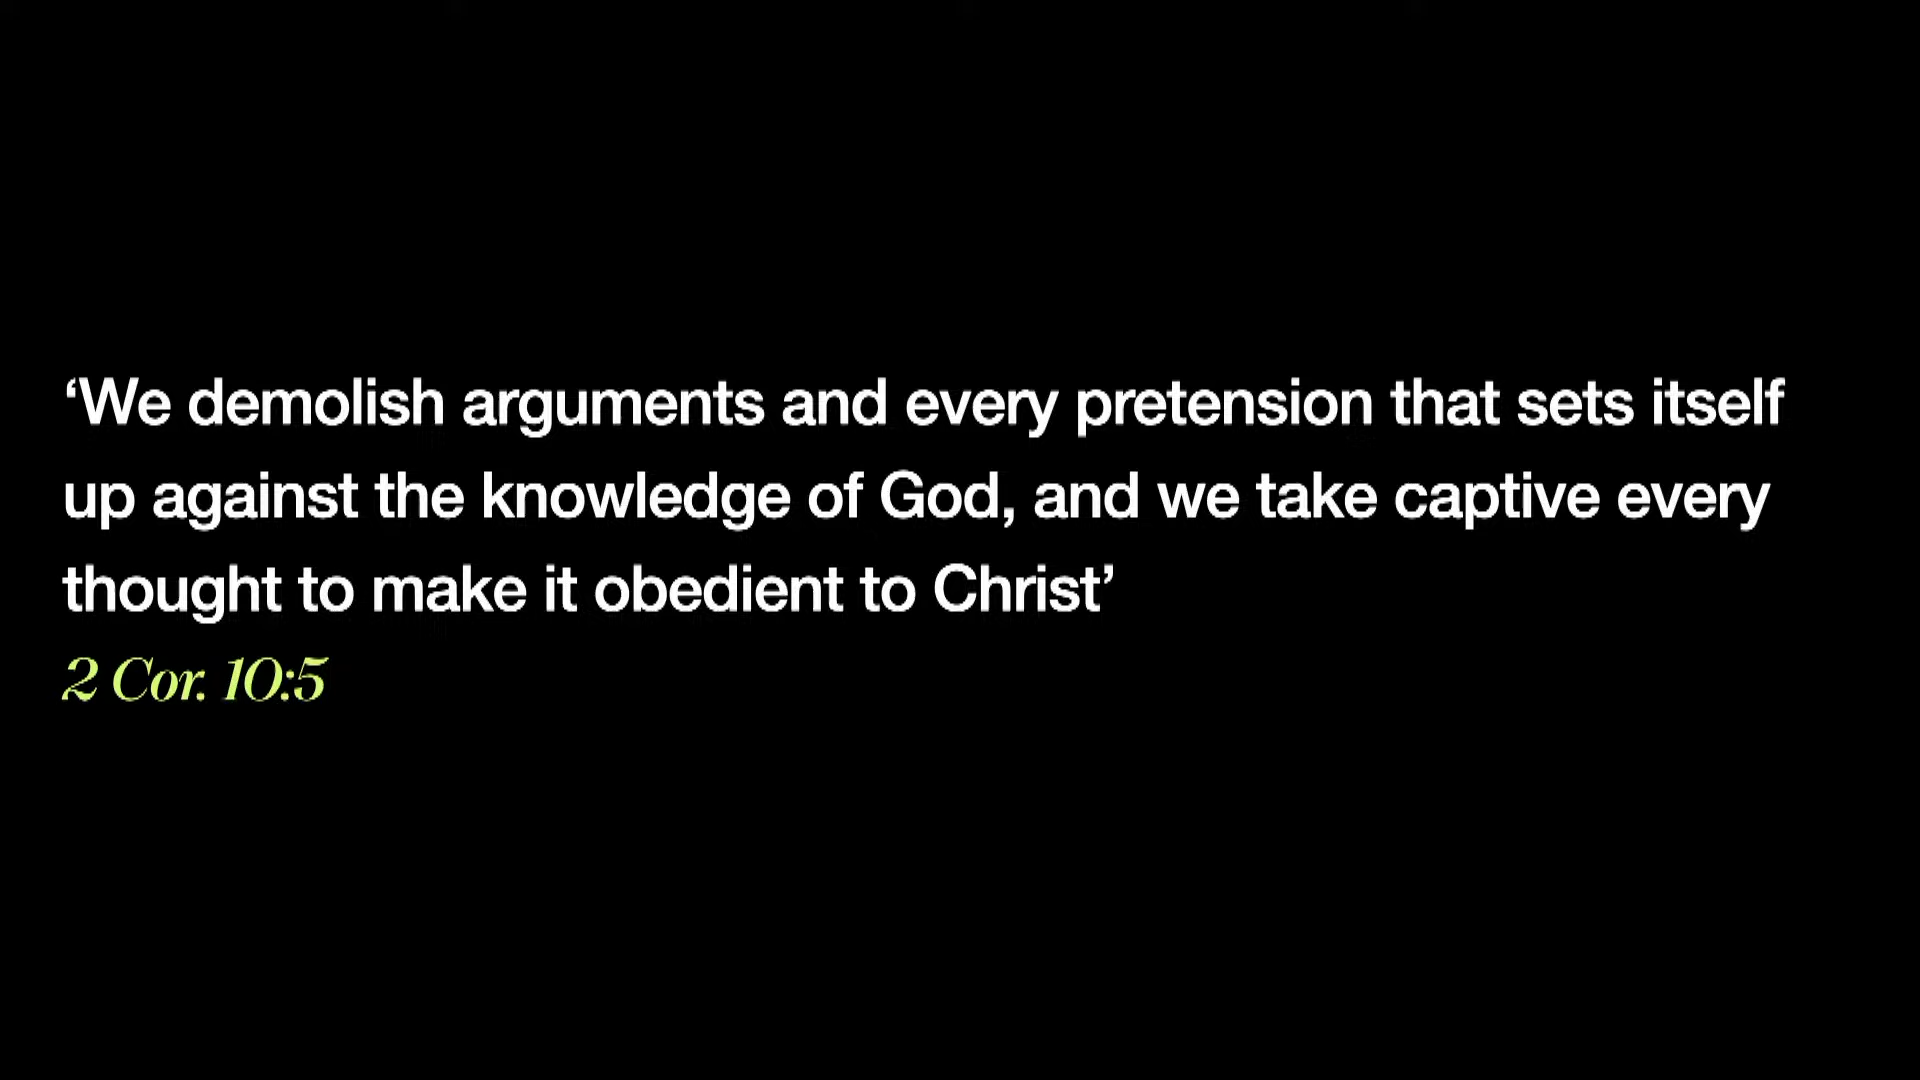 ‘We demolish arguments and every pretension that sets itself
up against the knowledge of God, and we take captive every
thought to make it obedient to Christ’
2 Cor. 10:5